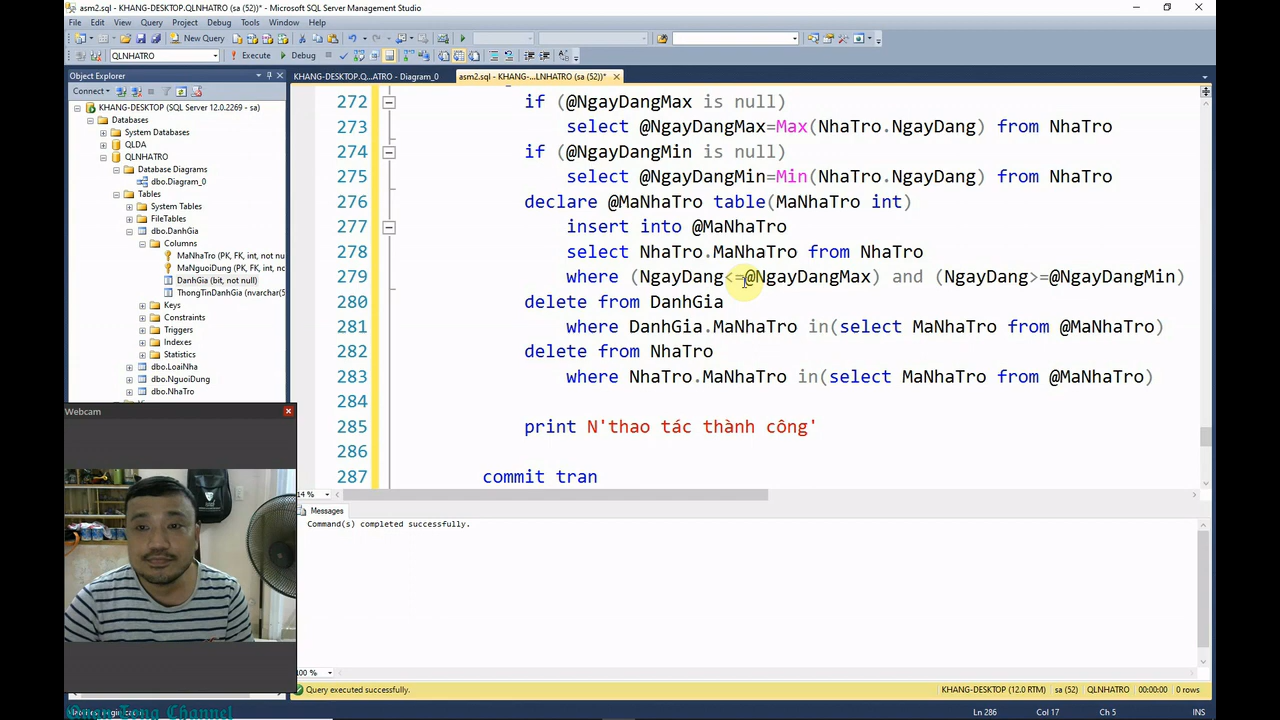 asm2.sql - KHANG-DESKTOP.QLNHATRO (sa (52))* - Microsoft SQL Server Management Studio
File Edit View Query Project Debug Tools Window Help
New Query
QLNHATRO Execute Debug
Object Explorer
KHANG-DESKTOP.Q...ATRO - Diagram_0
asm2.sql - KHANG-...LNHATRO (sa (52))*
Connect
KHANG-DESKTOP (SQL Server 12.0.2269 - sa)
Databases
System Databases
QLDA
QLNHATRO
Database Diagrams
dbo.Diagram_0
Tables
System Tables
FileTables
dbo.DanhGia
Columns
MaNhaTro (PK, FK, int, not nu
MaNguoiDung (PK, FK, int, not
DanhGia (bit, not null)
ThongTinDanhGia (nvarchar(5
Keys
Constraints
Triggers
Indexes
Statistics
dbo.LoaiNha
dbo.NguoiDung
dbo.NhaTro
272 if (@NgayDangMax is null)
273 select @NgayDangMax=Max(NhaTro.NgayDang) from NhaTro
274 if (@NgayDangMin is null)
275 select @NgayDangMin=Min(NhaTro.NgayDang) from NhaTro
276 declare @MaNhaTro table(MaNhaTro int)
277 insert into @MaNhaTro
278 select NhaTro.MaNhaTro from NhaTro
279 where (NgayDang<=@NgayDangMax) and (NgayDang>=@NgayDangMin)
280 delete from DanhGia
281 where DanhGia.MaNhaTro in(select MaNhaTro from @MaNhaTro)
282 delete from NhaTro
283 where NhaTro.MaNhaTro in(select MaNhaTro from @MaNhaTro)
284
285 print N'thao tác thành công'
286
287 commit tran
14 %
Messages
Command(s) completed successfully.
100 %
Webcam
Query executed successfully.
KHANG-DESKTOP (12.0 RTM) sa (52) QLNHATRO 00:00:00 0 rows
Ln 286 Col 17 Ch 5 INS